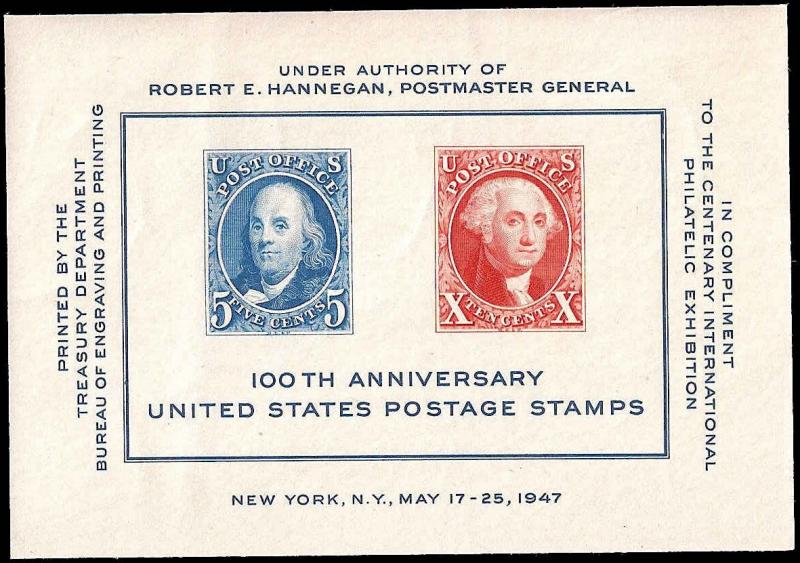 UNDER AUTHORITY OF
ROBERT E. HANNEGAN, POSTMASTER GENERAL
PRINTED BY THE
TREASURY DEPARTMENT
BUREAU OF ENGRAVING AND PRINTING
U S
POST OFFICE
5 5
FIVE CENTS
U S
POST OFFICE
X X
TEN CENTS
100TH ANNIVERSARY
UNITED STATES POSTAGE STAMPS
IN COMPLIMENT
TO THE CENTENARY INTERNATIONAL
PHILATELIC EXHIBITION
NEW YORK, N.Y., MAY 17-25, 1947